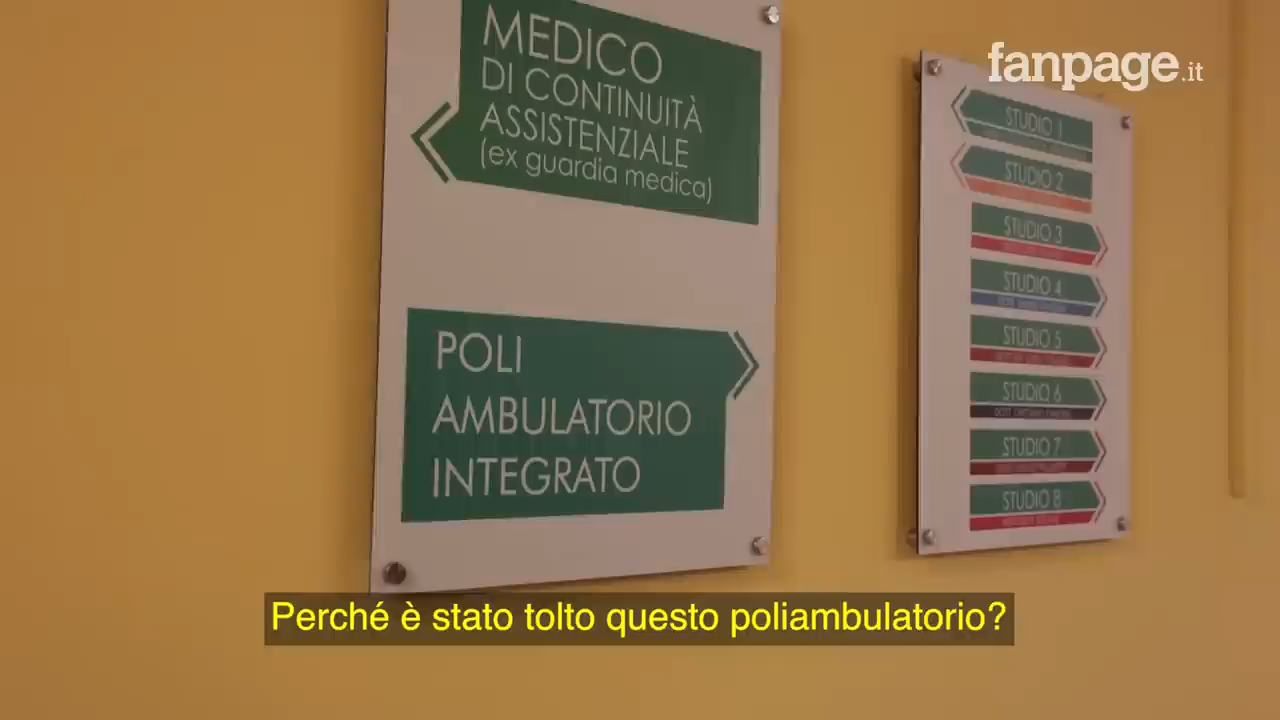 MEDICO
DI CONTINUITÀ
ASSISTENZIALE
(ex guardia medica)
POLI
AMBULATORIO
INTEGRATO
fanpage.it
STUDIO 1
STUDIO 2
STUDIO 3
STUDIO 4
STUDIO 5
STUDIO 6
STUDIO 7
STUDIO 8
Perché è stato tolto questo poliambulatorio?